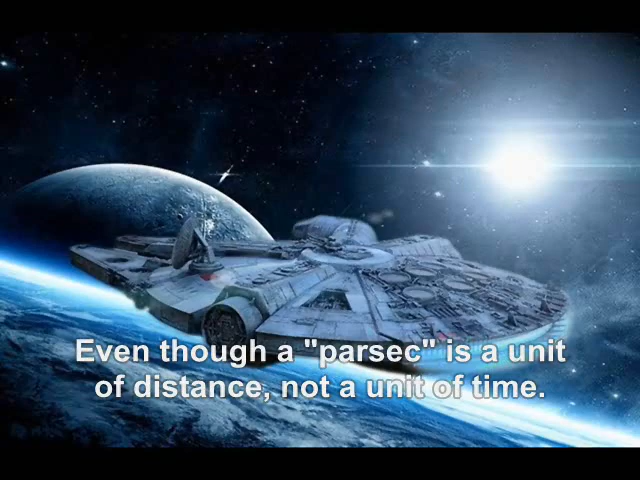 Even though a "parsec" is a unit
of distance, not a unit of time.